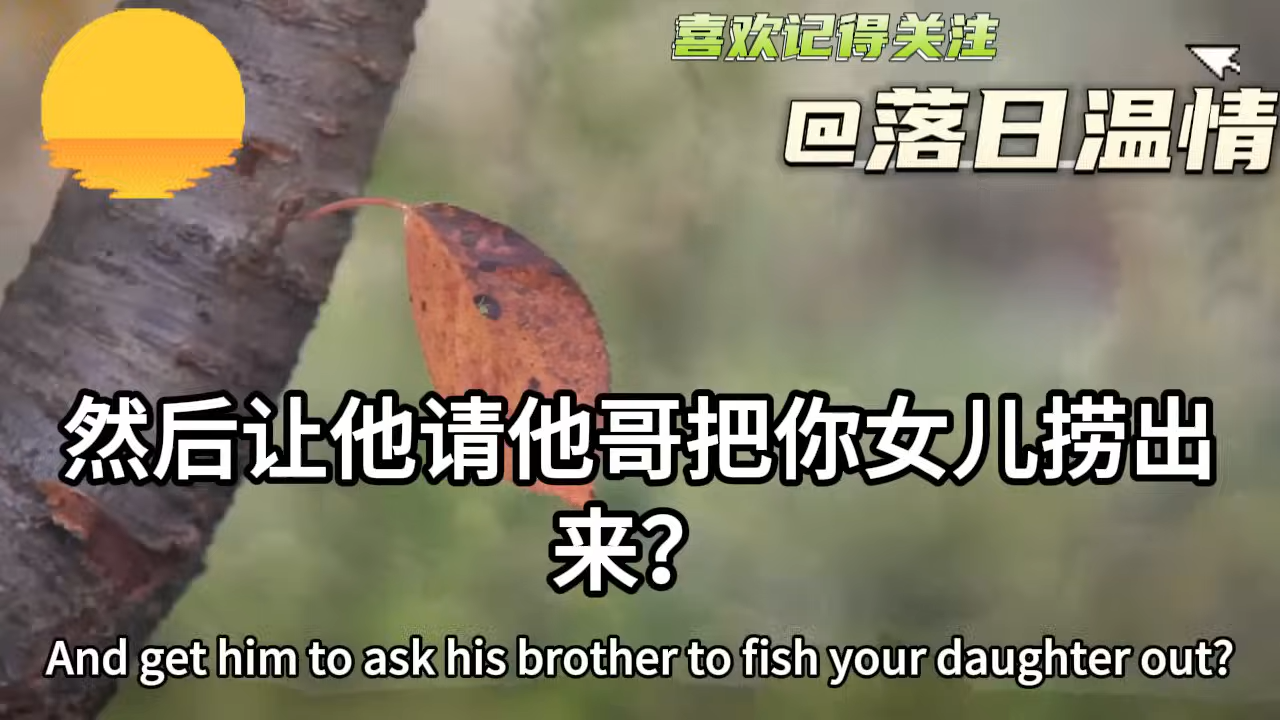 喜欢记得关注
@落日温情
然后让他请他哥把你女儿捞出
来？
And get him to ask his brother to fish your daughter out?